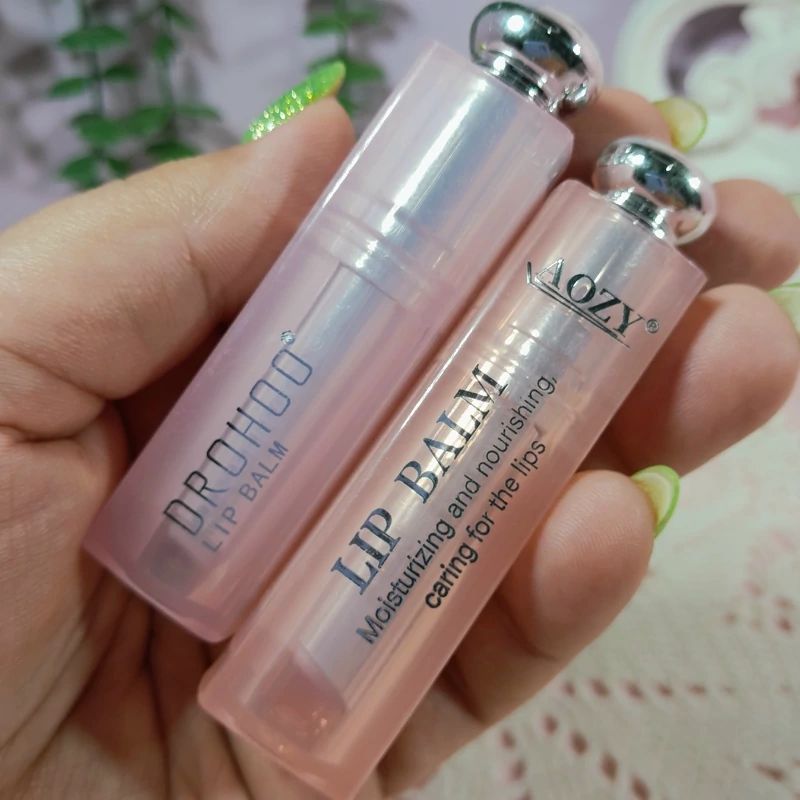 DROHOO®
LIP BALM
AOZY®
LIP BALM
Moisturizing and nourishing,
caring for the lips